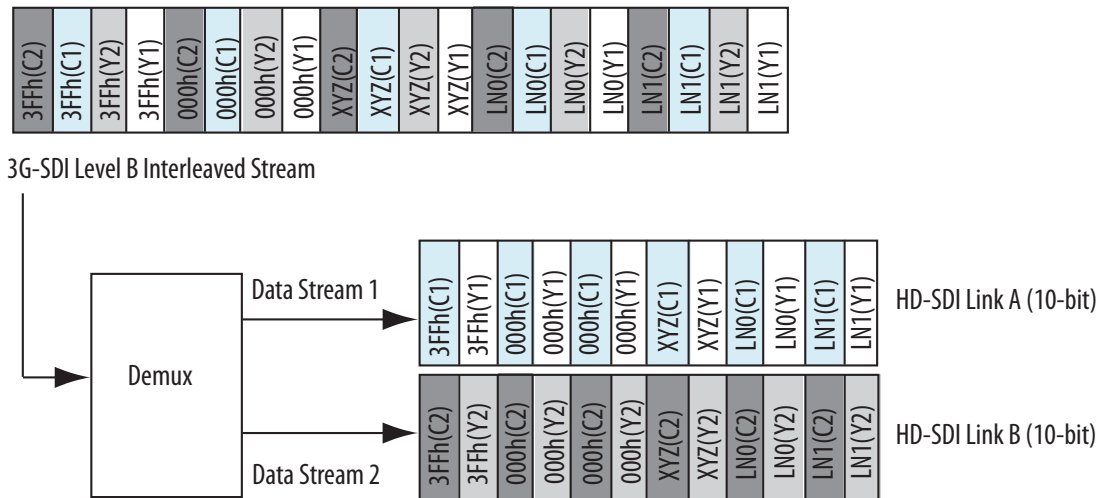 3FFh(C2) 3FFh(C1) 3FFh(Y2) 3FFh(Y1) 000h(C2) 000h(C1) 000h(Y2) 000h(Y1) XYZ(C2) XYZ(C1) XYZ(Y2) XYZ(Y1) LN0(C2) LN0(C1) LN0(Y2) LN0(Y1) LN1(C2) LN1(C1) LN1(Y2) LN1(Y1)
3G-SDI Level B Interleaved Stream
Demux
Data Stream 1
3FFh(C1) 3FFh(Y1) 000h(C1) 000h(Y1) 000h(C1) 000h(Y1) XYZ(C1) XYZ(Y1) LN0(C1) LN0(Y1) LN1(C1) LN1(Y1)
HD-SDI Link A (10-bit)
Data Stream 2
3FFh(C2) 3FFh(Y2) 000h(C2) 000h(Y2) 000h(C2) 000h(Y2) XYZ(C2) XYZ(Y2) LN0(C2) LN0(Y2) LN1(C2) LN1(Y2)
HD-SDI Link B (10-bit)